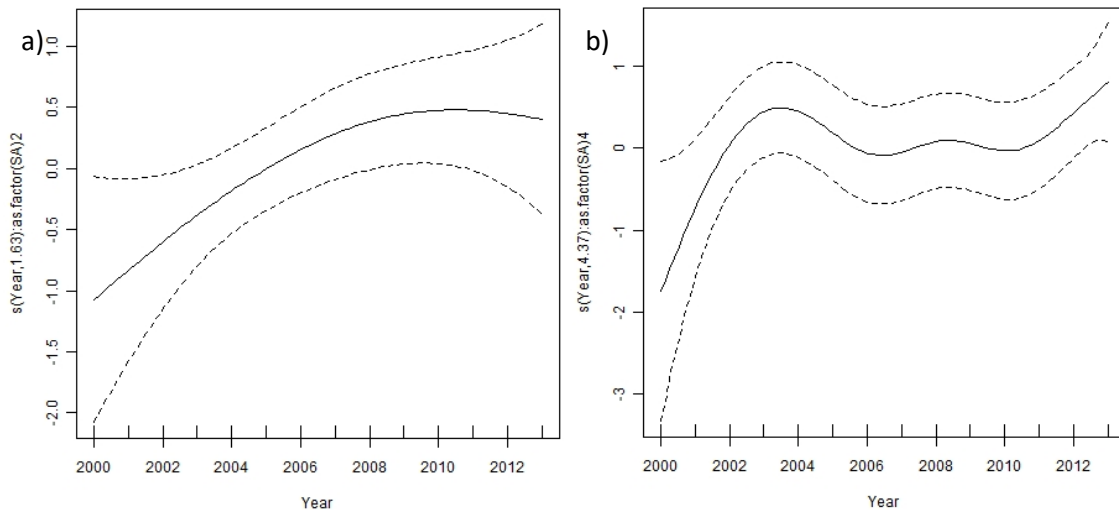 a)
s(Year,1.63):as.factor(SA)2
1.0
0.5
0.0
-0.5
-1.0
-1.5
-2.0
2000 2002 2004 2006 2008 2010 2012
Year
b)
s(Year,4.37):as.factor(SA)4
1
0
-1
-2
-3
2000 2002 2004 2006 2008 2010 2012
Year